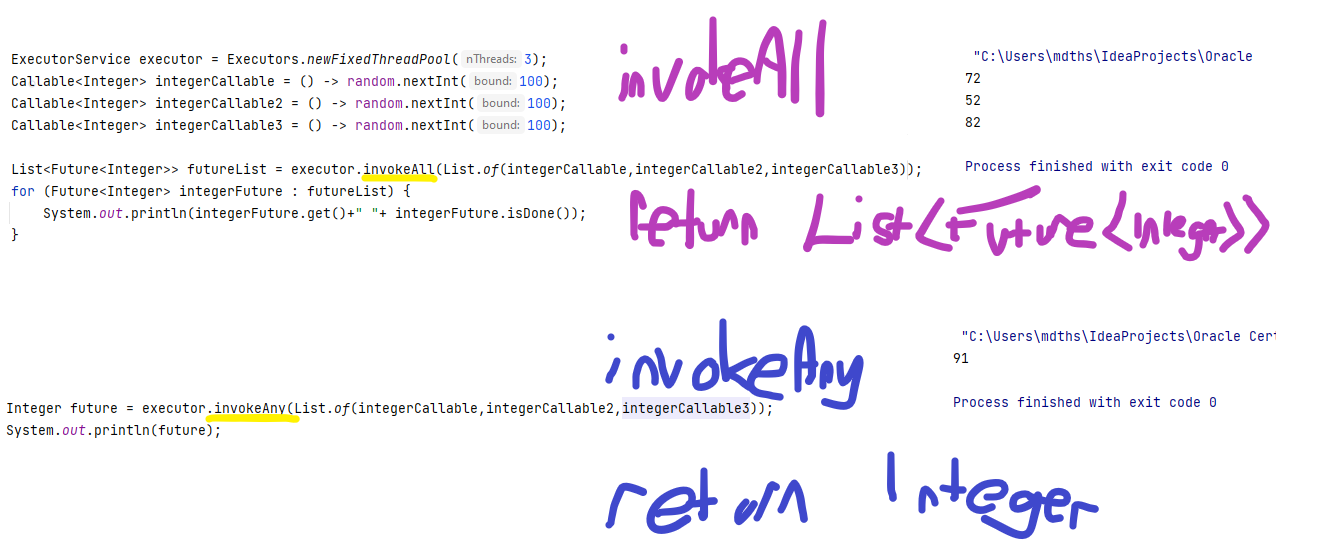 ExecutorService executor = Executors.newFixedThreadPool( nThreads: 3);
Callable<Integer> integerCallable = () -> random.nextInt( bound: 100);
Callable<Integer> integerCallable2 = () -> random.nextInt( bound: 100);
Callable<Integer> integerCallable3 = () -> random.nextInt( bound: 100);
invokeAll
"C:\Users\mdths\IdeaProjects\Oracle
72
52
82
Process finished with exit code 0
List<Future<Integer>> futureList = executor.invokeAll(List.of(integerCallable,integerCallable2,integerCallable3));
for (Future<Integer> integerFuture : futureList) {
System.out.println(integerFuture.get()+" "+ integerFuture.isDone());
}
return List<Future<Integer>>
invokeAny
"C:\Users\mdths\IdeaProjects\Oracle Cert
91
Process finished with exit code 0
Integer future = executor.invokeAny(List.of(integerCallable,integerCallable2,integerCallable3));
System.out.println(future);
return Integer